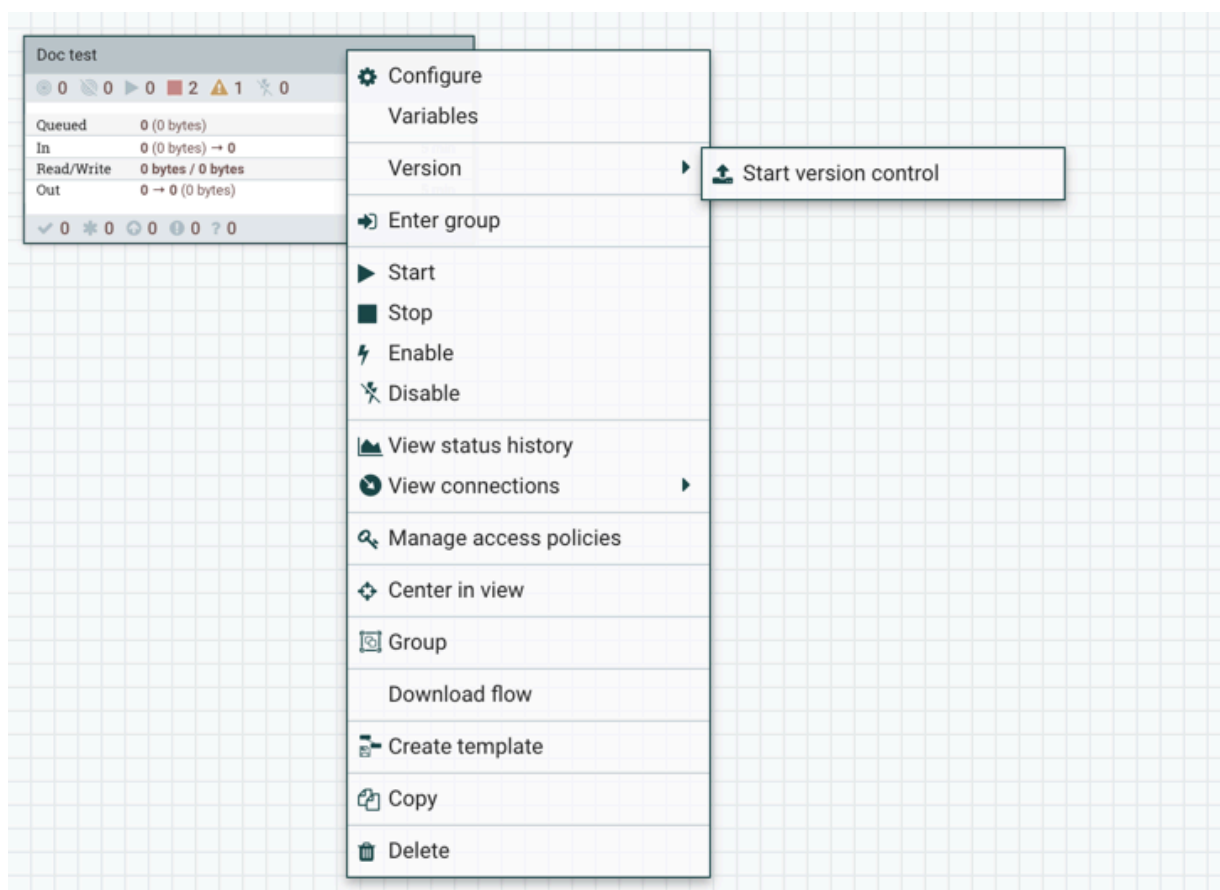 Doc test
0 0 0 2 1 0
Queued 0 (0 bytes)
In 0 (0 bytes) → 0
Read/Write 0 bytes / 0 bytes
Out 0 → 0 (0 bytes)
0 0 0 0 ? 0
Configure
Variables
Version
Start version control
Enter group
Start
Stop
Enable
Disable
View status history
View connections
Manage access policies
Center in view
Group
Download flow
Create template
Copy
Delete